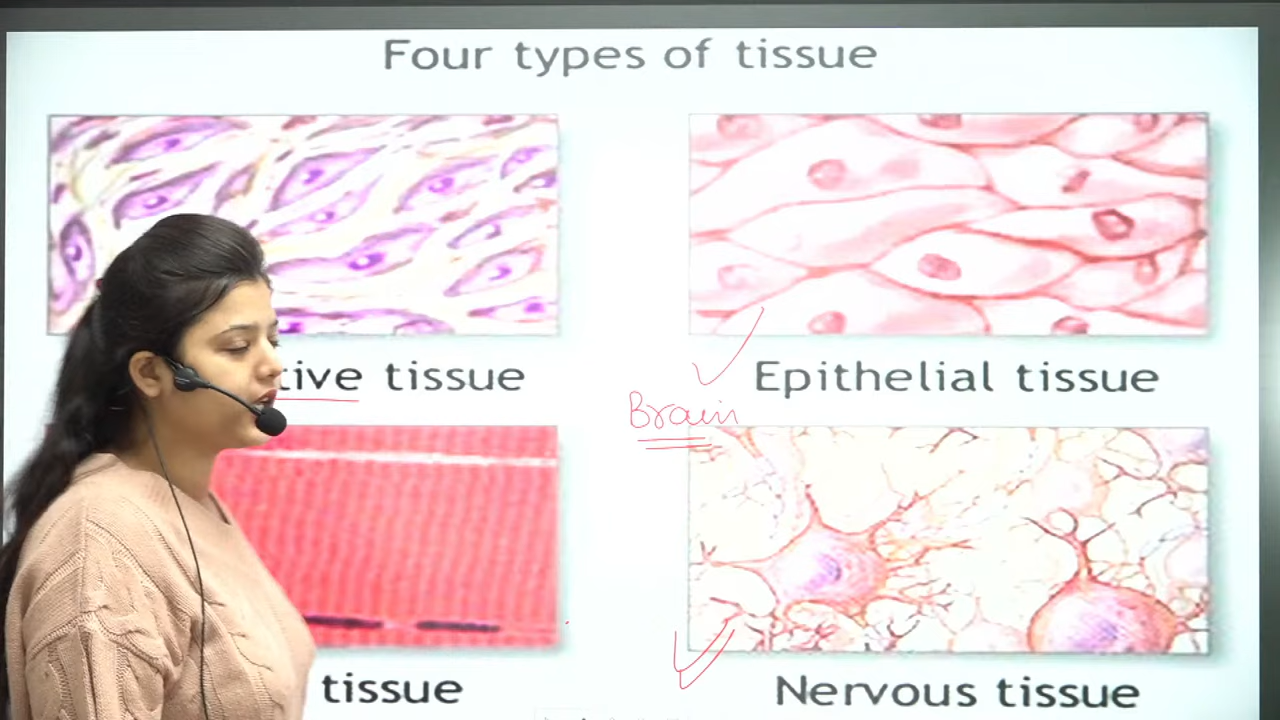 Four types of tissue
tive tissue
Epithelial tissue
Brain
tissue
Nervous tissue